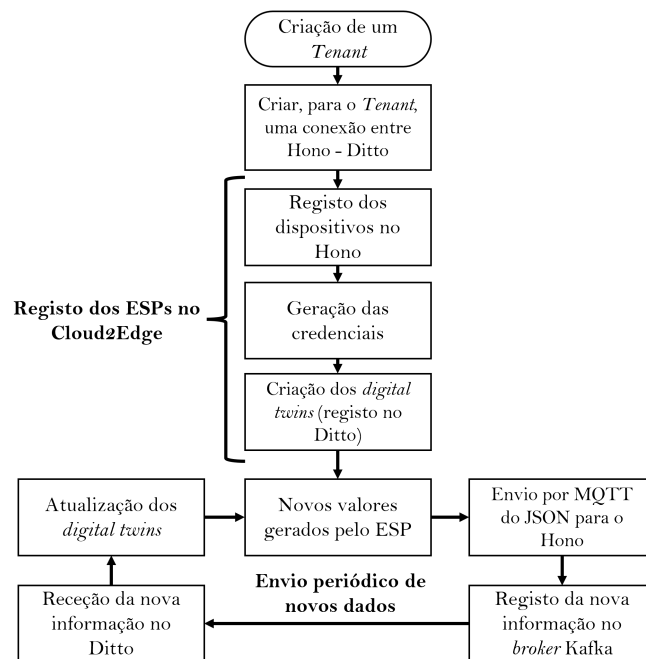 Criação de um
Tenant
Criar, para o Tenant,
uma conexão entre
Hono - Ditto
Registo dos
dispositivos no
Hono
Registo dos ESPs no
Cloud2Edge
Geração das
credenciais
Criação dos digital
twins (registo no
Ditto)
Atualização dos
digital twins
Novos valores
gerados pelo ESP
Envio por MQTT
do JSON para o
Hono
Envio periódico de
novos dados
Receção da nova
informação no
Ditto
Registo da nova
informação no
broker Kafka